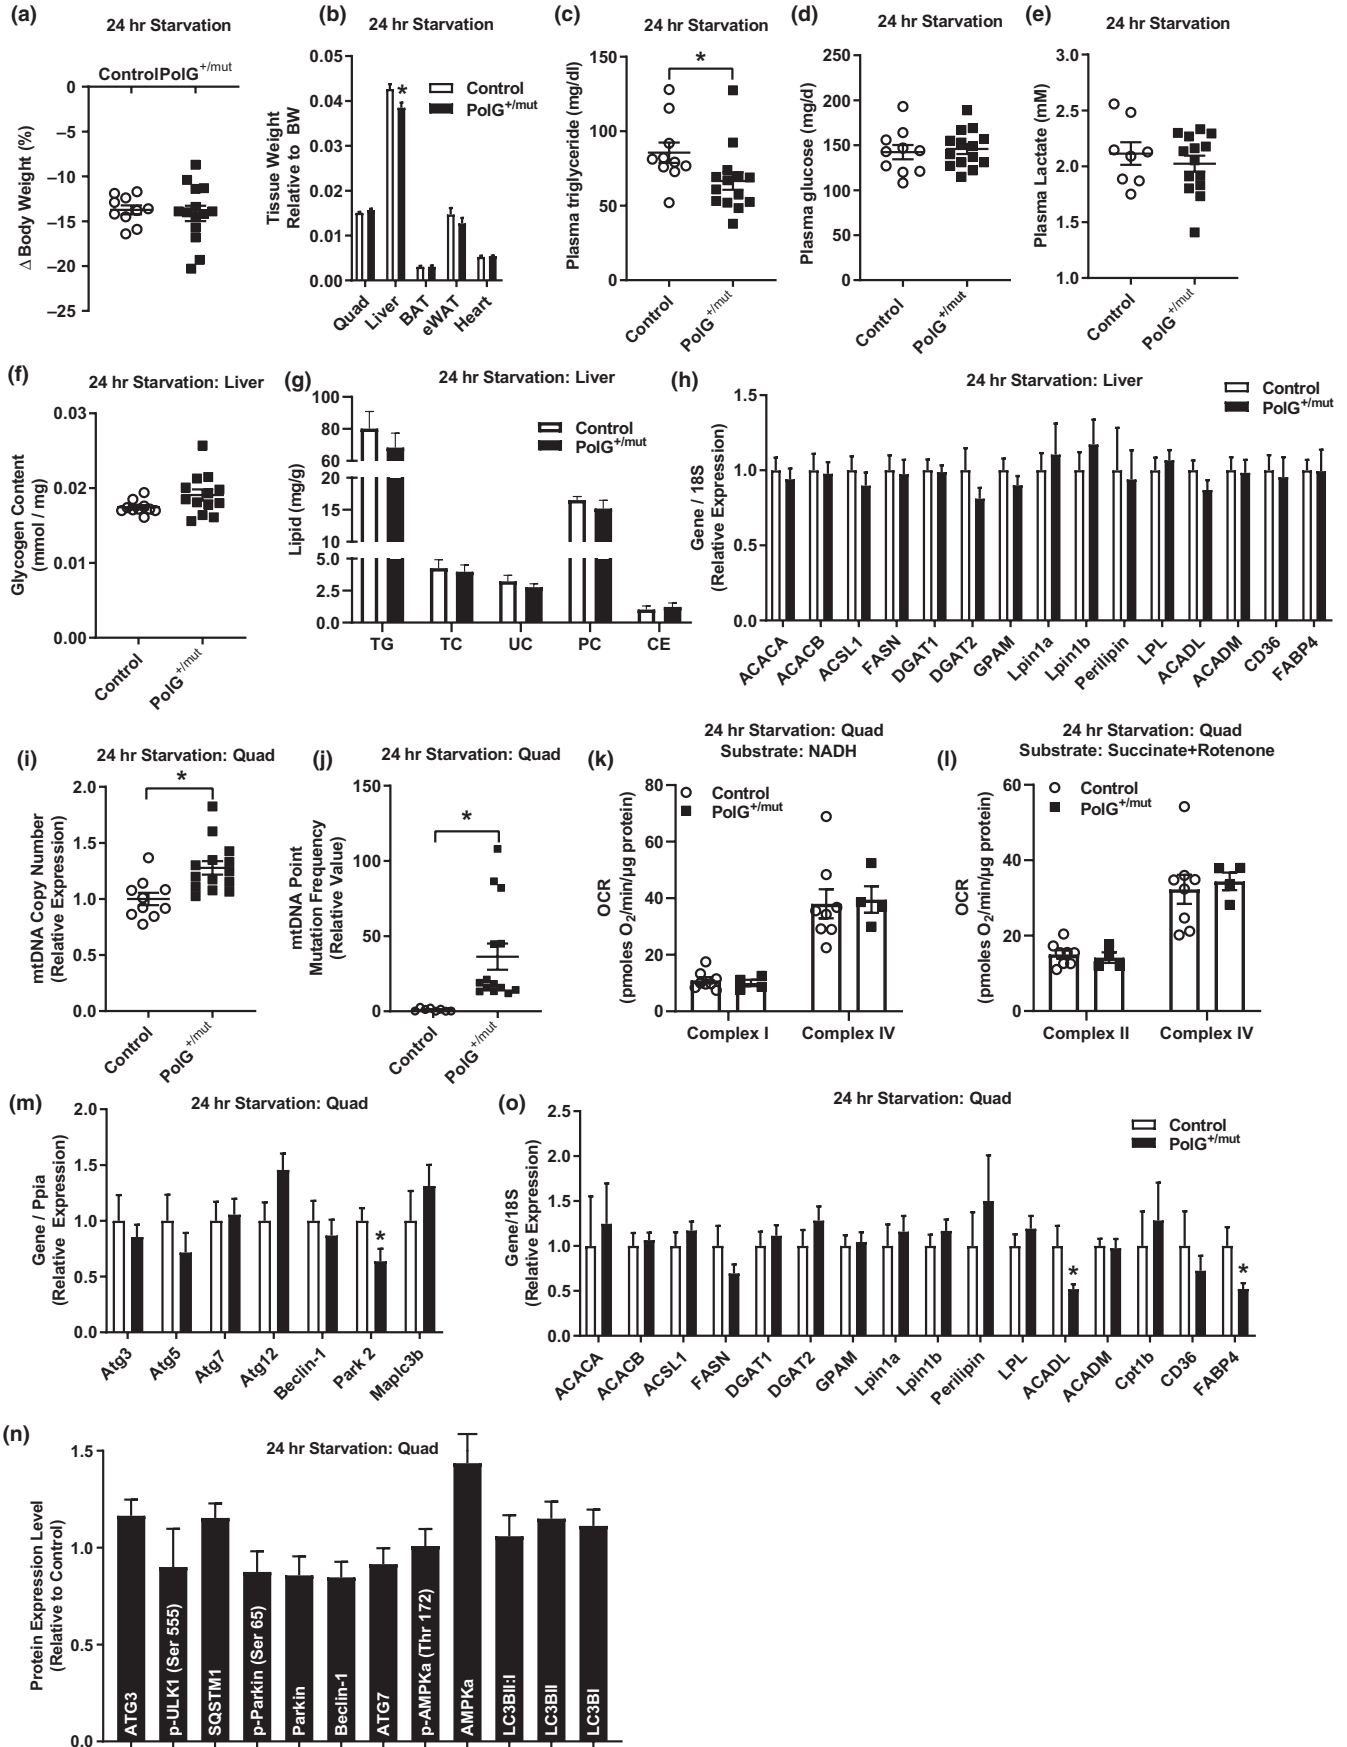 (a)
24 hr Starvation
Control PolG+/mut
0
–5
–10
–15
–20
–25
Δ Body Weight (%)
(b)
24 hr Starvation
0.05
0.04
0.03
0.02
0.01
0.00
Tissue Weight
Relative to BW
*
Control
PolG+/mut
Quad
Liver
BAT
eWAT
Heart
(c)
24 hr Starvation
150
100
50
0
Plasma triglyceride (mg/dl)
*
Control
PolG+/mut
(d)
24 hr Starvation
250
200
150
100
50
0
Plasma glucose (mg/d)
Control
PolG+/mut
(e)
24 hr Starvation
3.0
2.5
2.0
1.5
1.0
Plasma Lactate (mM)
Control
PolG+/mut
(f)
24 hr Starvation: Liver
0.03
0.02
0.01
0.00
Glycogen Content
(mmol / mg)
Control
PolG+/mut
(g)
24 hr Starvation: Liver
100
80
60
20
15
10
5.0
2.5
0.0
Lipid (mg/g)
Control
PolG+/mut
TG
TC
UC
PC
CE
(h)
24 hr Starvation: Liver
1.5
1.0
0.5
0.0
Gene / 18S
(Relative Expression)
Control
PolG+/mut
ACACA
ACACB
ACSL1
FASN
DGAT1
DGAT2
GPAM
Lpin1a
Lpin1b
Perilipin
LPL
ACADL
ACADM
CD36
FABP4
(i)
24 hr Starvation: Quad
2.0
1.5
1.0
0.5
0.0
mtDNA Copy Number
(Relative Expression)
*
Control
PolG+/mut
(j)
24 hr Starvation: Quad
150
100
50
0
mtDNA Point
Mutation Frequency
(Relative Value)
*
Control
PolG+/mut
(k)
24 hr Starvation: Quad
Substrate: NADH
80
60
40
20
0
OCR
(pmoles O2/min/µg protein)
Control
PolG+/mut
Complex I
Complex IV
(l)
24 hr Starvation: Quad
Substrate: Succinate+Rotenone
60
40
20
0
OCR
(pmoles O2/min/µg protein)
Control
PolG+/mut
Complex II
Complex IV
(m)
24 hr Starvation: Quad
2.0
1.5
1.0
0.5
0.0
Gene / Ppia
(Relative Expression)
*
Atg3
Atg5
Atg7
Atg12
Beclin-1
Park 2
Maplc3b
(o)
24 hr Starvation: Quad
2.5
2.0
1.5
1.0
0.5
0.0
Gene/18S
(Relative Expression)
Control
PolG+/mut
*
*
ACACA
ACACB
ACSL1
FASN
DGAT1
DGAT2
GPAM
Lpin1a
Lpin1b
Perilipin
LPL
ACADL
ACADM
Cpt1b
CD36
FABP4
(n)
24 hr Starvation: Quad
1.5
1.0
0.5
0.0
Protein Expression Level
(Relative to Control)
ATG3
p-ULK1 (Ser 555)
SQSTM1
p-Parkin (Ser 65)
Parkin
Beclin-1
ATG7
p-AMPKa (Thr 172)
AMPKa
LC3BII:I
LC3BII
LC3BI